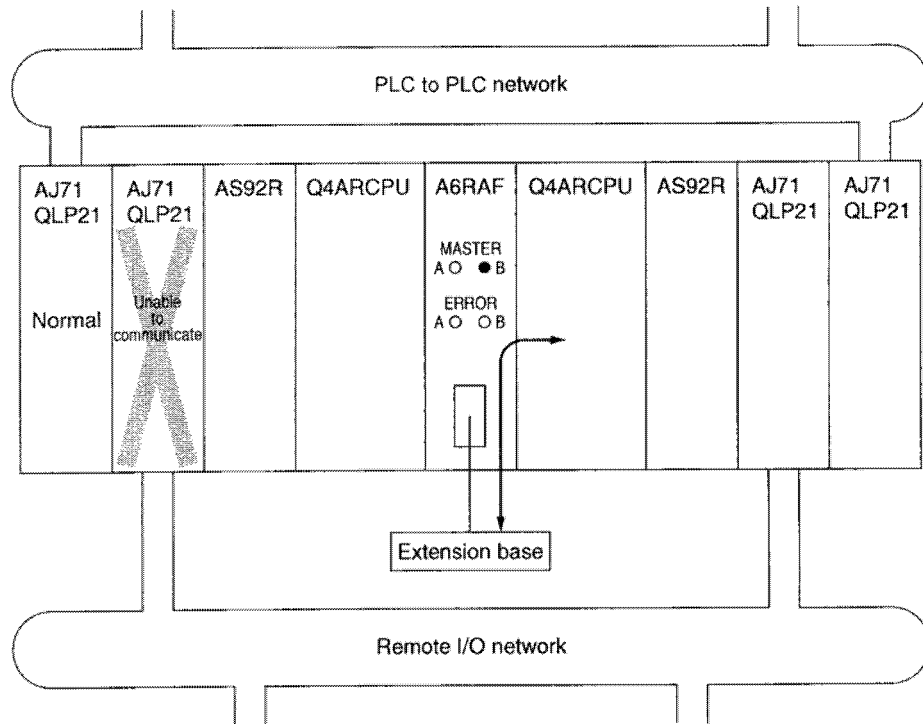 PLC to PLC network
AJ71
QLP21
AJ71
QLP21
AS92R
Q4ARCPU
A6RAF
Q4ARCPU
AS92R
AJ71
QLP21
AJ71
QLP21
MASTER
A B
ERROR
A B
Normal
Unable
to
communicate
Extension base
Remote I/O network